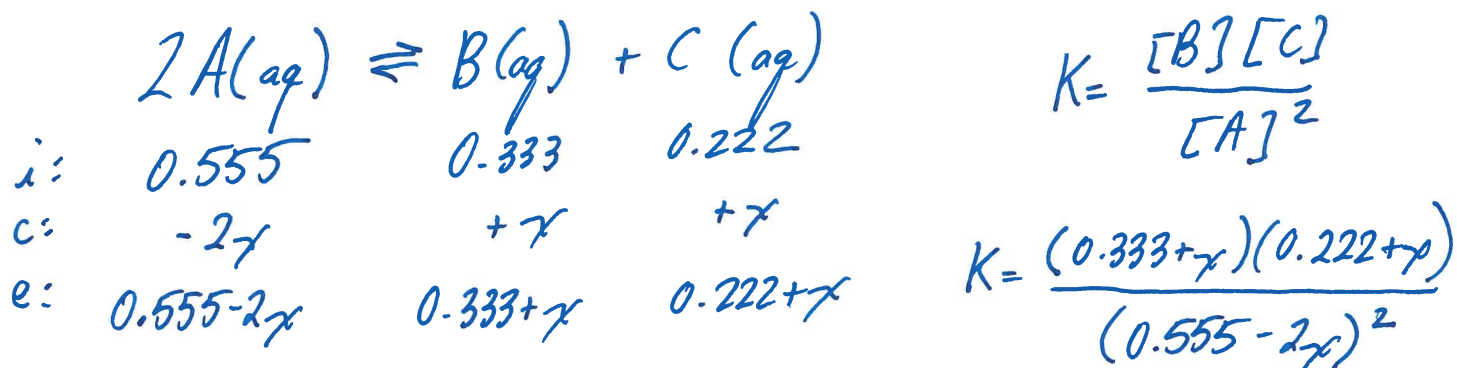 2A(aq) ⇌ B(aq) + C (aq)
i: 0.555 0.333 0.222
c: -2x +x +x
e: 0.555-2x 0.333+x 0.222+x
K= [B][C] / [A]²
K= (0.333+x)(0.222+x) / (0.555-2x)²